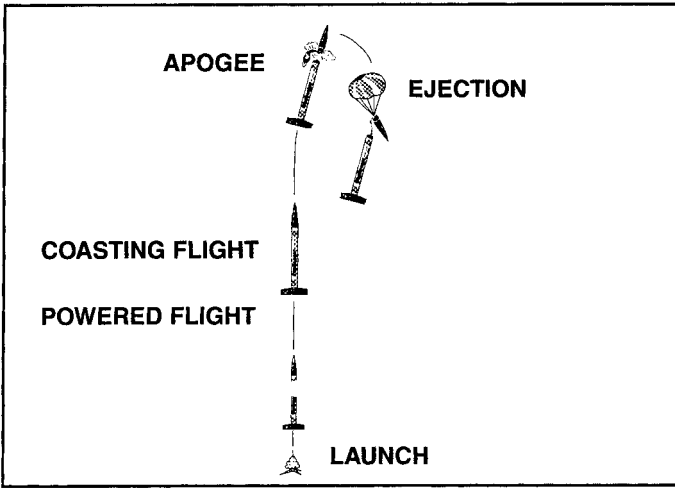 APOGEE
EJECTION
COASTING FLIGHT
POWERED FLIGHT
LAUNCH